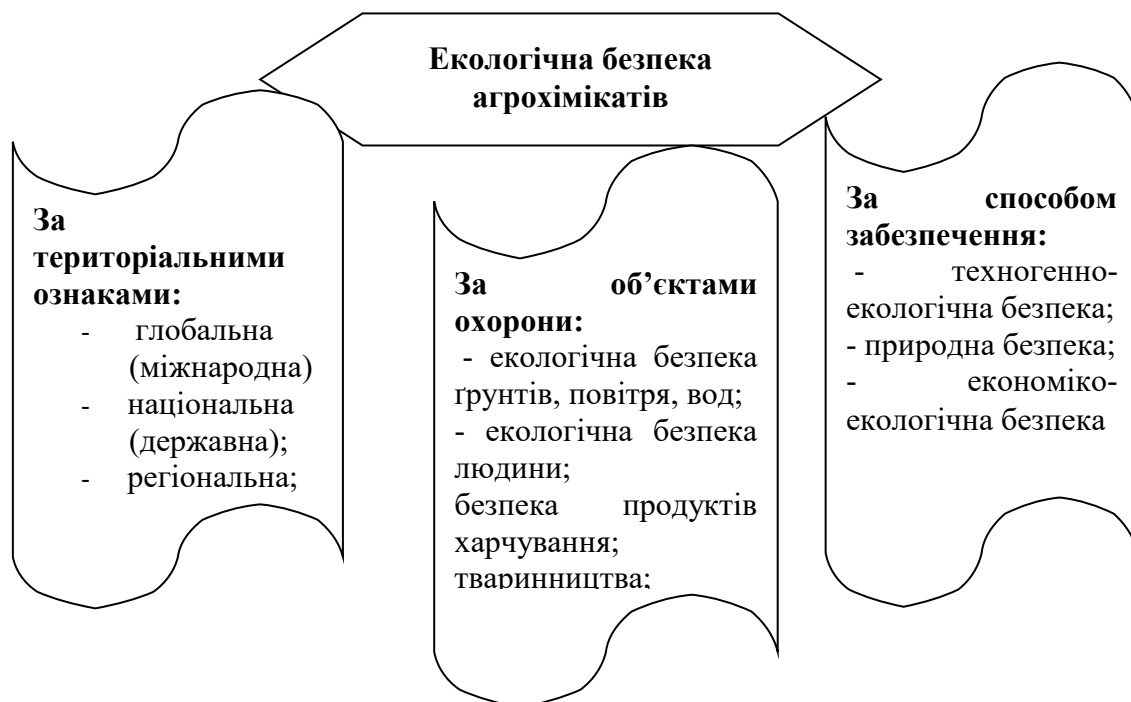 Екологічна безпека
агрохімікатів
За
територіальними
ознаками:
- глобальна
(міжнародна)
- національна
(державна);
- регіональна;
За об’єктами
охорони:
- екологічна безпека
ґрунтів, повітря, вод;
- екологічна безпека
людини;
безпека продуктів
харчування;
тваринництва;
За способом
забезпечення:
- техногенно-
екологічна безпека;
- природна безпека;
- економіко-
екологічна безпека